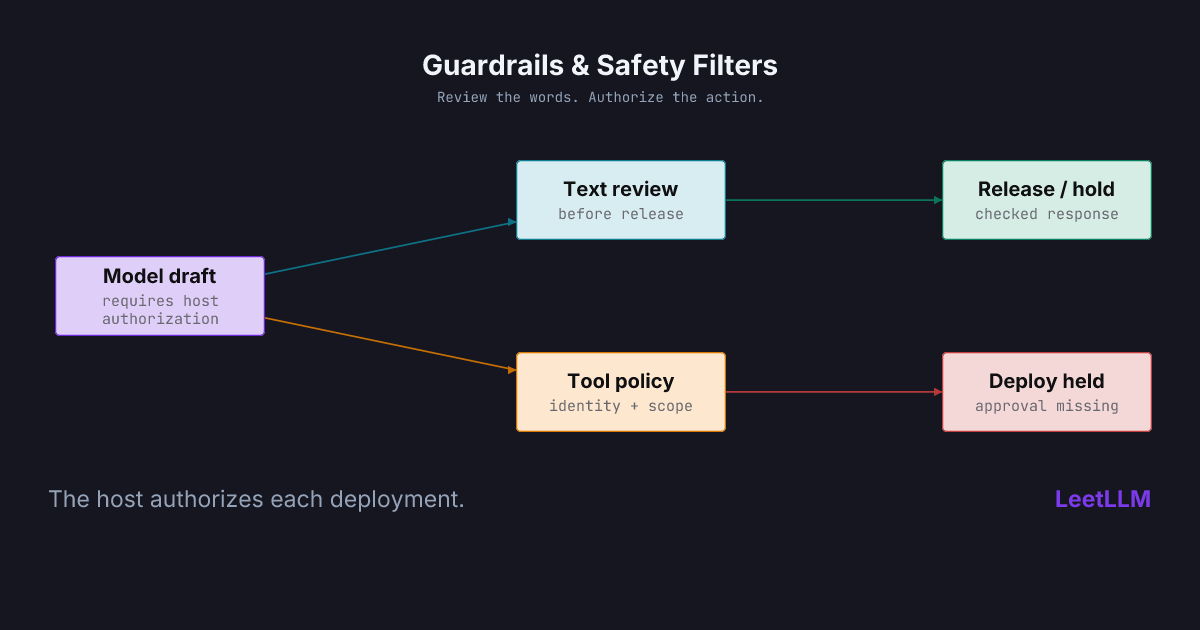 Guardrails & Safety Filters
Review the words. Authorize the action.
Text review
before release
Release / hold
checked response
Model draft
requires host
authorization
Tool policy
identity + scope
Deploy held
approval missing
The host authorizes each deployment.
LeetLLM